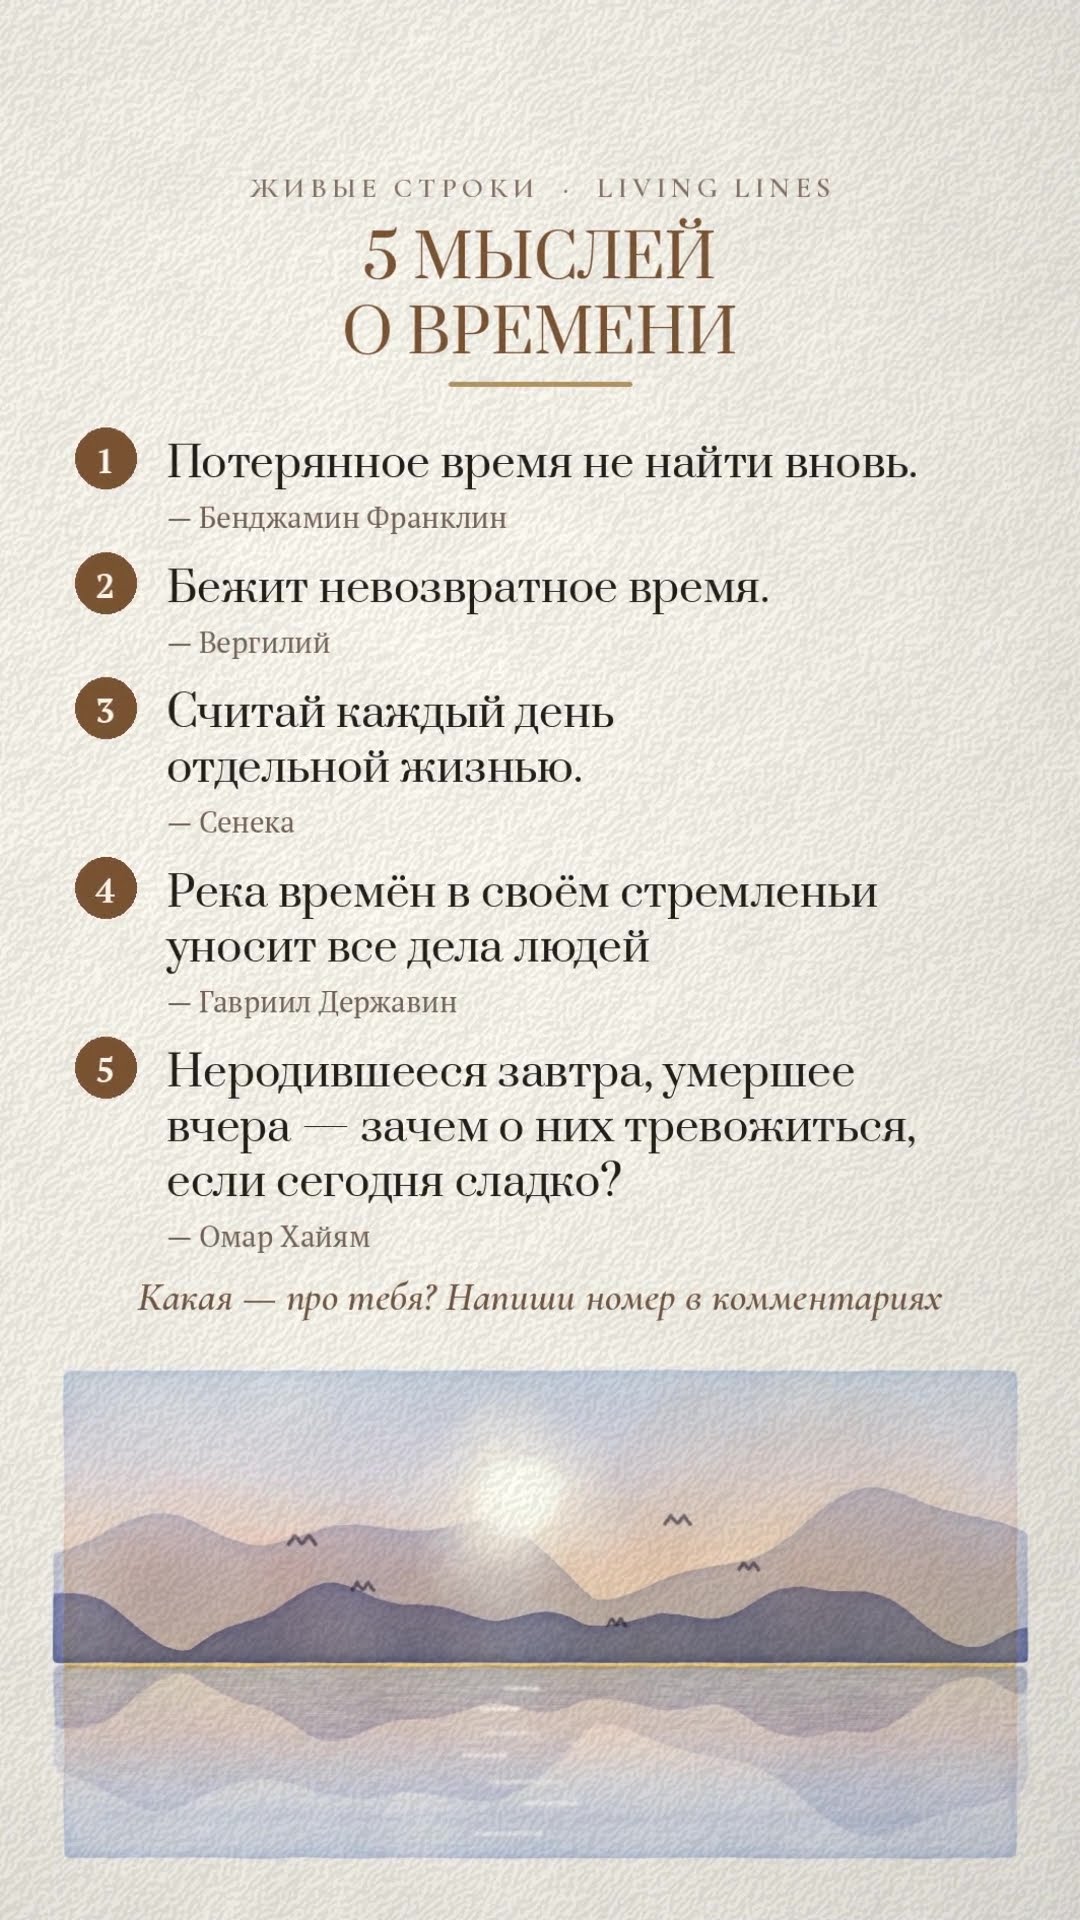 ЖИВЫЕ СТРОКИ · LIVING LINES
5 МЫСЛЕЙ
О ВРЕМЕНИ
1 Потерянное время не найти вновь.
— Бенджамин Франклин
2 Бежит невозвратное время.
— Вергилий
3 Считай каждый день
отдельной жизнью.
— Сенека
4 Река времён в своём стремленьи
уносит все дела людей
— Гавриил Державин
5 Неродившееся завтра, умершее
вчера — зачем о них тревожиться,
если сегодня сладко?
— Омар Хайям
Какая — про тебя? Напиши номер в комментариях